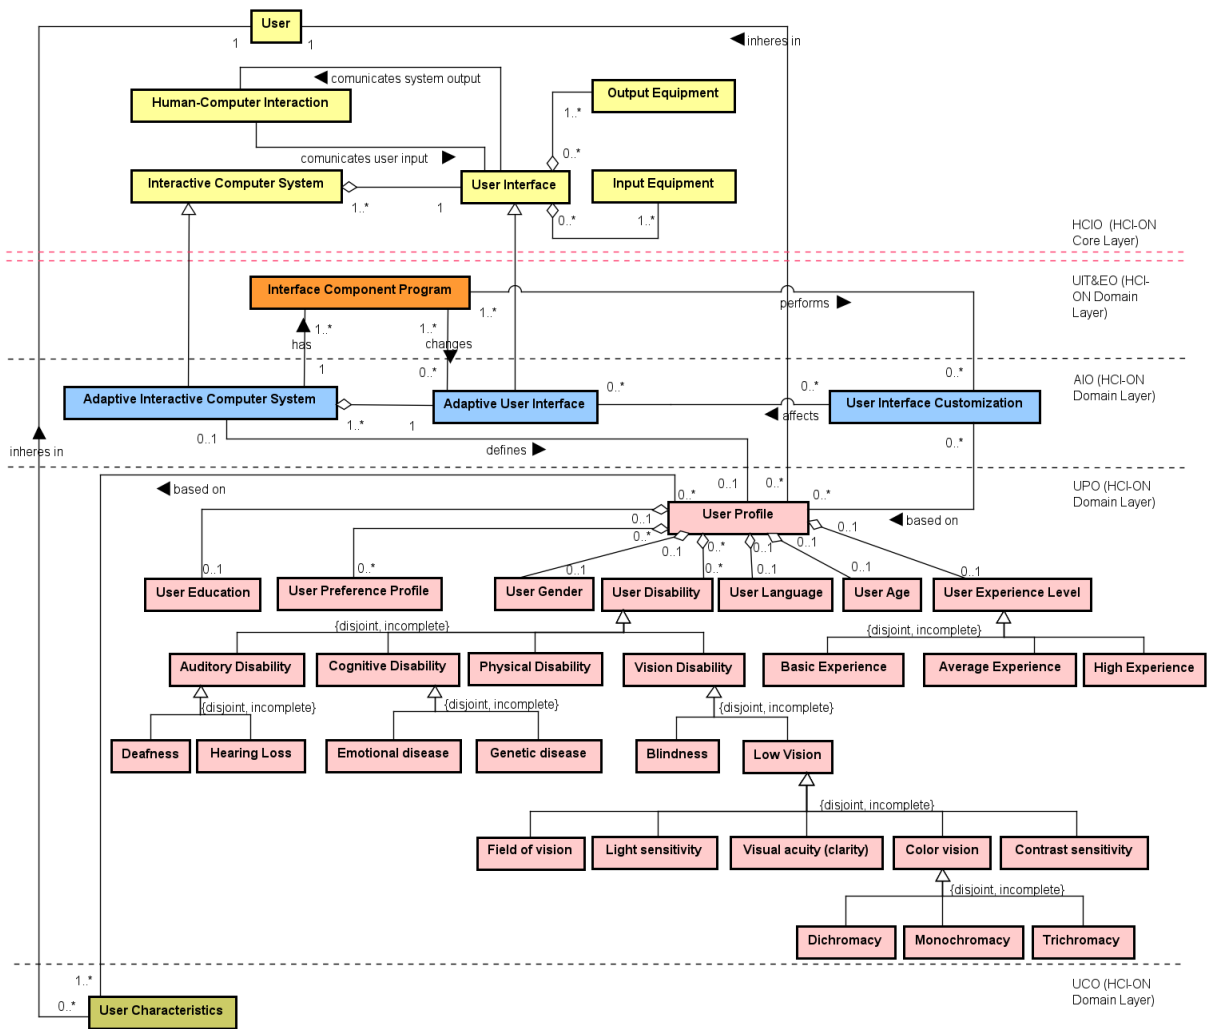 User
1
1
inheres in
comunicates system output
Human-Computer Interaction
Output Equipment
1..*
comunicates user input
0..*
Interactive Computer System
User Interface
Input Equipment
1..*
1
0..*
1..*
HCIO (HCI-ON
Core Layer)
Interface Component Program
UIT&EO (HCI-
ON Domain
Layer)
performs
1..*
1..*
1..*
has
changes
1
0..*
0..*
0..*
0..*
AIO (HCI-ON
Domain Layer)
Adaptive Interactive Computer System
Adaptive User Interface
User Interface Customization
affects
1..*
1
0..1
0..*
inheres in
defines
based on
0..1
0..*
0..*
0..*
UPO (HCI-ON
Domain Layer)
User Profile
based on
0..1
0..*
0..1
0..*
0..1
0..1
0..1
0..1
0..*
0..1
0..*
0..1
0..1
0..1
User Education
User Preference Profile
User Gender
User Disability
User Language
User Age
User Experience Level
{disjoint, incomplete}
{disjoint, incomplete}
Auditory Disability
Cognitive Disability
Physical Disability
Vision Disability
Basic Experience
Average Experience
High Experience
{disjoint, incomplete}
{disjoint, incomplete}
{disjoint, incomplete}
Deafness
Hearing Loss
Emotional disease
Genetic disease
Blindness
Low Vision
{disjoint, incomplete}
Field of vision
Light sensitivity
Visual acuity (clarity)
Color vision
Contrast sensitivity
{disjoint, incomplete}
Dichromacy
Monochromacy
Trichromacy
1..*
0..*
User Characteristics
UCO (HCI-ON
Domain Layer)